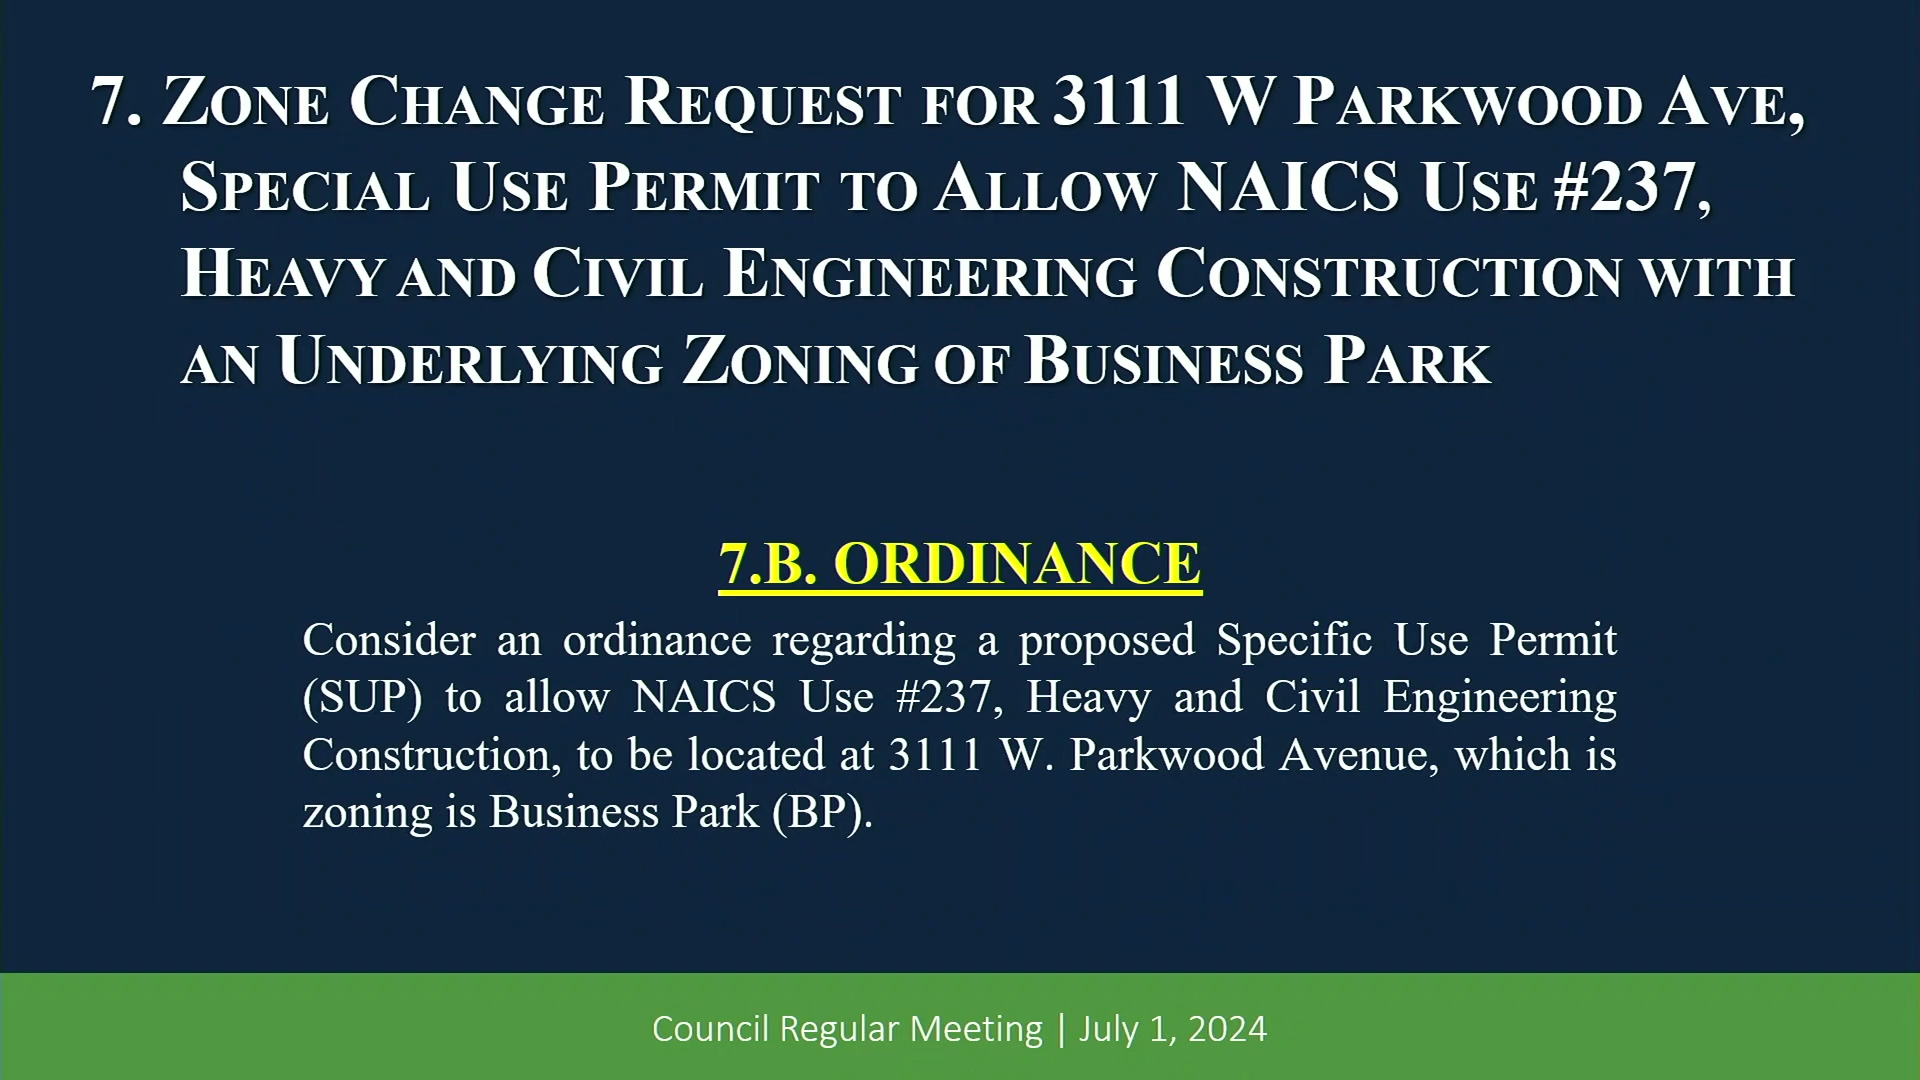 7. Zone Change Request for 3111 W Parkwood Ave,
Special Use Permit to Allow NAICS Use #237,
Heavy and Civil Engineering Construction with
an Underlying Zoning of Business Park
7.B. ORDINANCE
Consider an ordinance regarding a proposed Specific Use Permit
(SUP) to allow NAICS Use #237, Heavy and Civil Engineering
Construction, to be located at 3111 W. Parkwood Avenue, which is
zoning is Business Park (BP).
Council Regular Meeting | July 1, 2024